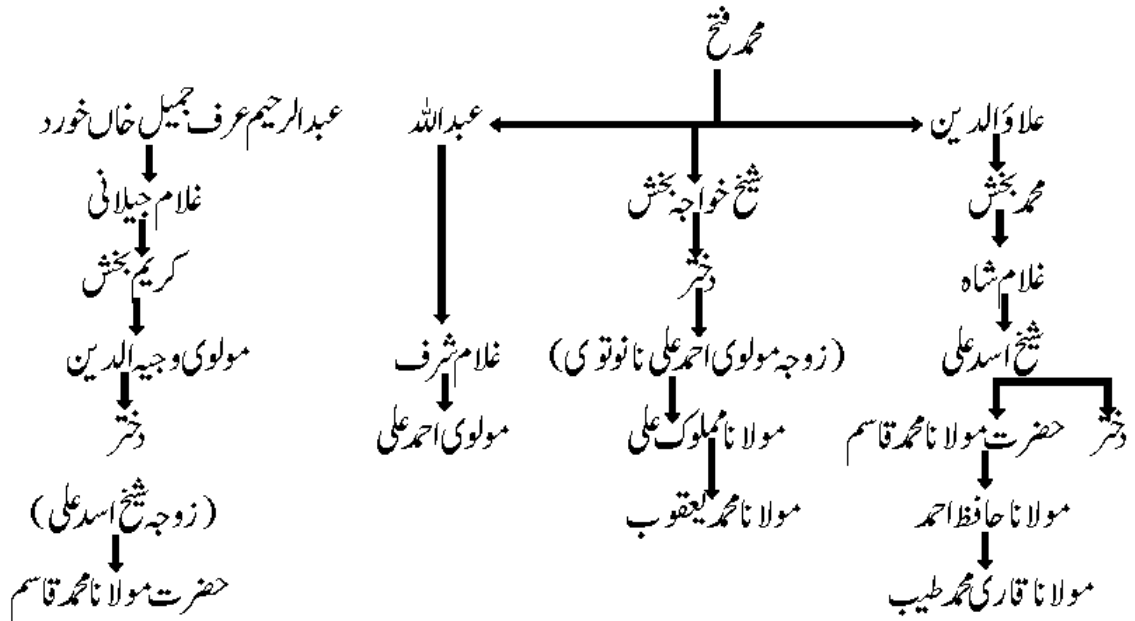 محمد فتح
علاؤالدین
عبداللہ
عبدالرحیم عرف جمیل خاں خورد
محمد بخش
شیخ خواجہ بخش
غلام جیلانی
غلام شاہ
دختر
کریم بخش
شیخ اسد علی
(زوجہ مولوی احمد علی نانوتوی)
غلام شرف
مولوی وجیہ الدین
دختر
حضرت مولانا محمد قاسم
مولانا مملوک علی
مولوی احمد علی
دختر
مولانا حافظ احمد
مولانا محمد یعقوب
(زوجہ شیخ اسد علی)
مولانا قاری محمد طیب
حضرت مولانا محمد قاسم